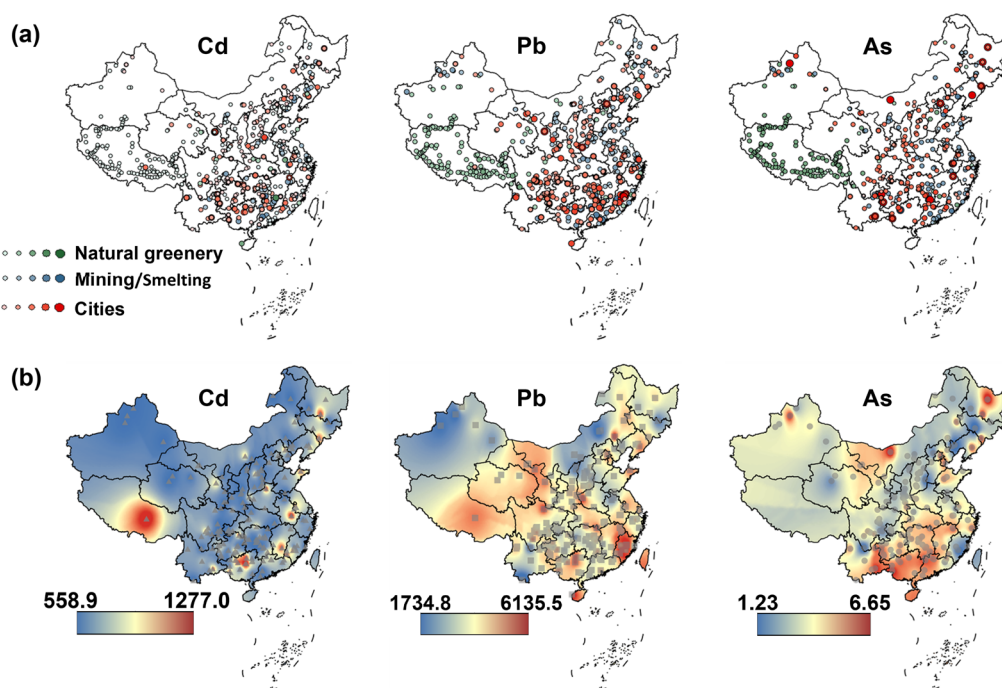 (a)
Cd
Pb
As
Natural greenery
Mining/Smelting
Cities
(b)
Cd
Pb
As
558.9 1277.0
1734.8 6135.5
1.23 6.65